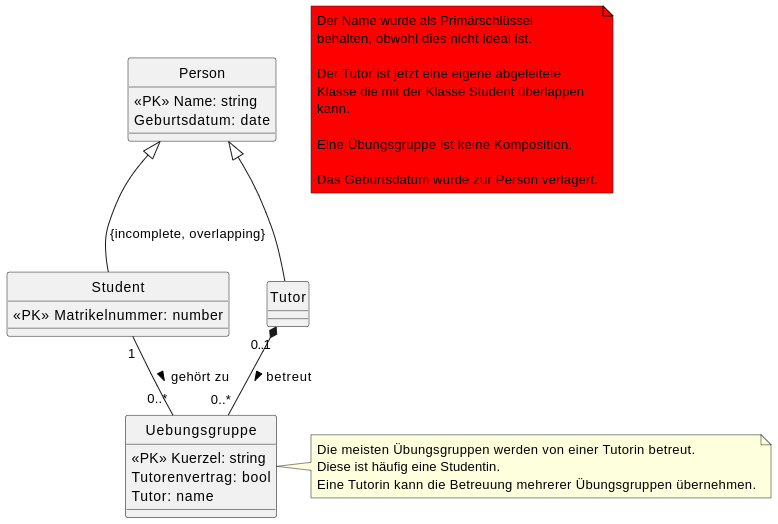 Der Name wurde als Primärschlüssel
behalten, obwohl dies nicht ideal ist.
Der Tutor ist jetzt eine eigene abgeleitete
Klasse die mit der Klasse Student überlappen
kann.
Eine Übungsgruppe ist keine Komposition.
Das Geburtsdatum wurde zur Person verlagert.
Person
«PK» Name: string
Geburtsdatum: date
{incomplete, overlapping}
Student
«PK» Matrikelnummer: number
Tutor
1
0..1
gehört zu
betreut
0..*
0..*
Uebungsgruppe
«PK» Kuerzel: string
Tutorenvertrag: bool
Tutor: name
Die meisten Übungsgruppen werden von einer Tutorin betreut.
Diese ist häufig eine Studentin.
Eine Tutorin kann die Betreuung mehrerer Übungsgruppen übernehmen.